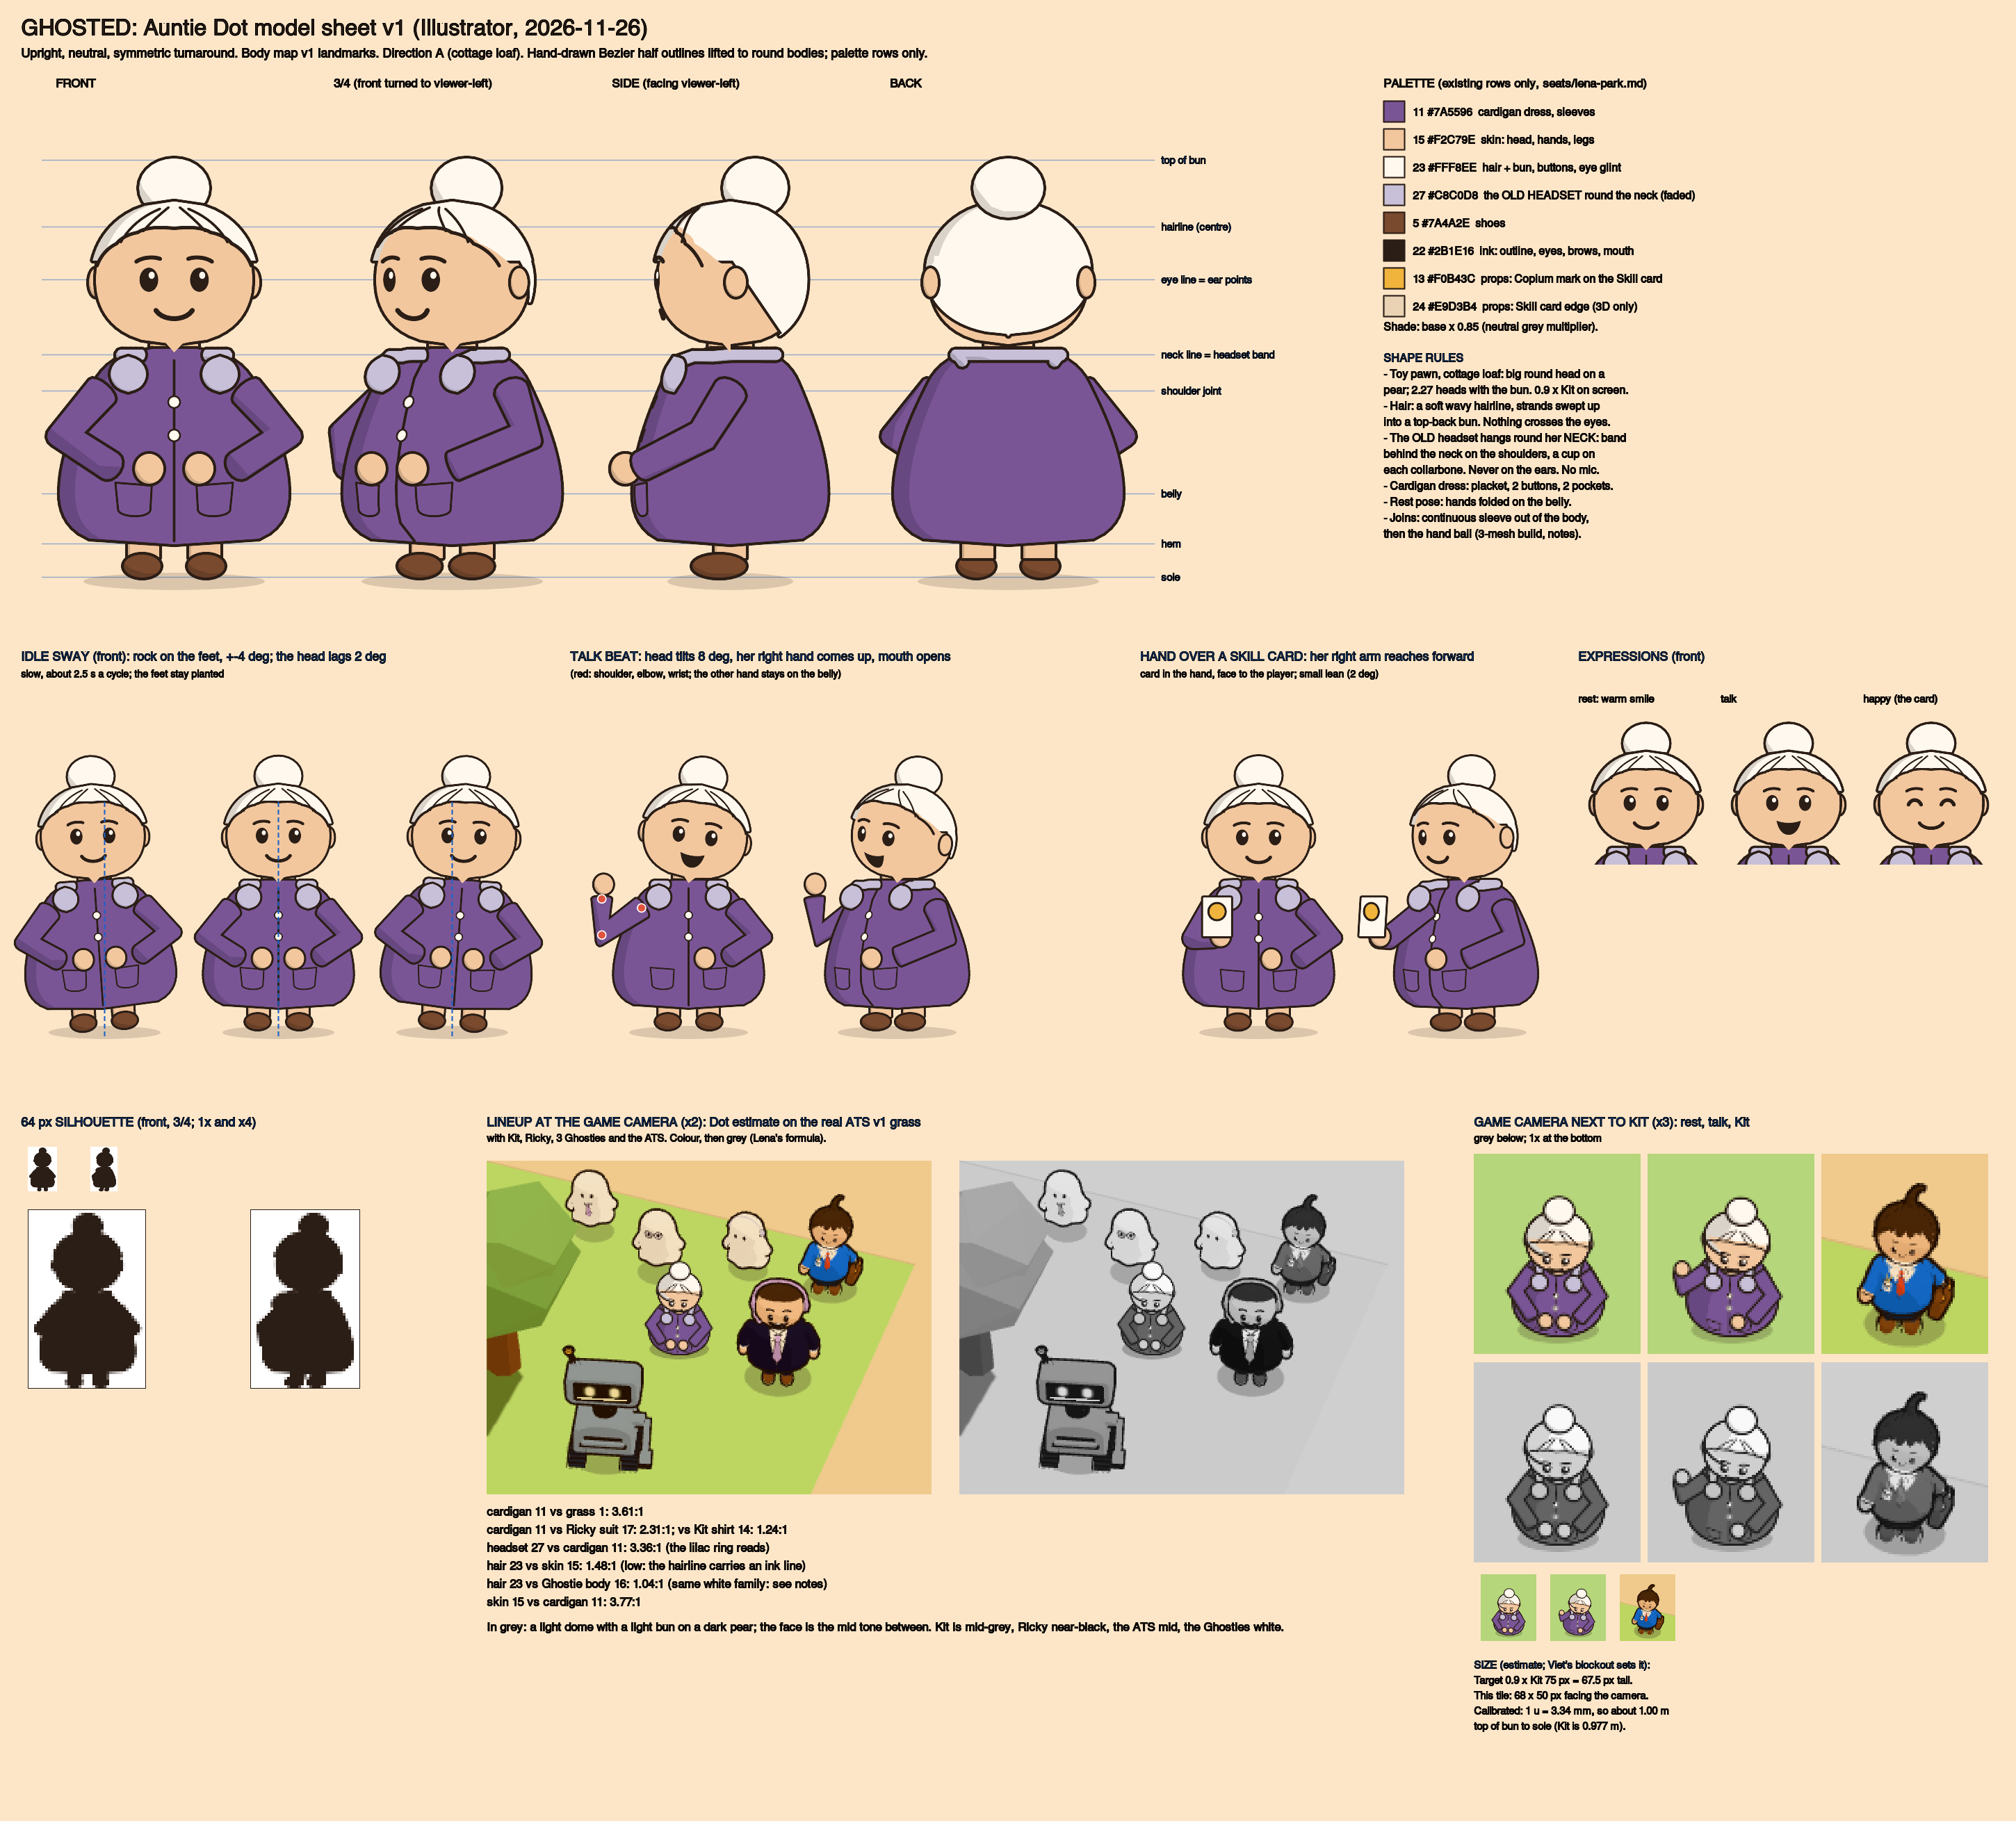 GHOSTED: Auntie Dot model sheet v1 (Illustrator, 2026-11-26)
Upright, neutral, symmetric turnaround. Body map v1 landmarks. Direction A (cottage loaf). Hand-drawn Bezier half outlines lifted to round bodies; palette rows only.
FRONT
3/4 (front turned to viewer-left)
SIDE (facing viewer-left)
BACK
top of bun
hairline (centre)
eye line = ear points
neck line = headset band
shoulder joint
belly
hem
sole
PALETTE (existing rows only, seats/lena-park.md)
11 #7A5596 cardigan dress, sleeves
15 #F2C79E skin: head, hands, legs
23 #FFF8EE hair + bun, buttons, eye glint
27 #C8C0D8 the OLD HEADSET round the neck (faded)
5 #7A4A2E shoes
22 #2B1E16 ink: outline, eyes, brows, mouth
13 #F0B43C props: Copium mark on the Skill card
24 #E9D3B4 props: Skill card edge (3D only)
Shade: base x 0.85 (neutral grey multiplier).
SHAPE RULES
- Toy pawn, cottage loaf: big round head on a
pear; 2.27 heads with the bun. 0.9 x Kit on screen.
- Hair: a soft wavy hairline, strands swept up
into a top-back bun. Nothing crosses the eyes.
- The OLD headset hangs round her NECK: band
behind the neck on the shoulders, a cup on
each collarbone. Never on the ears. No mic.
- Cardigan dress: placket, 2 buttons, 2 pockets.
- Rest pose: hands folded on the belly.
- Joins: continuous sleeve out of the body,
then the hand ball (3-mesh build, notes).
IDLE SWAY (front): rock on the feet, +-4 deg; the head lags 2 deg
slow, about 2.5 s a cycle; the feet stay planted
TALK BEAT: head tilts 8 deg, her right hand comes up, mouth opens
(red: shoulder, elbow, wrist; the other hand stays on the belly)
HAND OVER A SKILL CARD: her right arm reaches forward
card in the hand, face to the player; small lean (2 deg)
EXPRESSIONS (front)
rest: warm smile
talk
happy (the card)
64 px SILHOUETTE (front, 3/4; 1x and x4)
LINEUP AT THE GAME CAMERA (x2): Dot estimate on the real ATS v1 grass
with Kit, Ricky, 3 Ghosties and the ATS. Colour, then grey (Lena's formula).
cardigan 11 vs grass 1: 3.61:1
cardigan 11 vs Ricky suit 17: 2.31:1; vs Kit shirt 14: 1.24:1
headset 27 vs cardigan 11: 3.36:1 (the lilac ring reads)
hair 23 vs skin 15: 1.48:1 (low: the hairline carries an ink line)
hair 23 vs Ghostie body 16: 1.04:1 (same white family: see notes)
skin 15 vs cardigan 11: 3.77:1
In grey: a light dome with a light bun on a dark pear; the face is the mid tone between. Kit is mid-grey, Ricky near-black, the ATS mid, the Ghosties white.
GAME CAMERA NEXT TO KIT (x3): rest, talk, Kit
grey below; 1x at the bottom
SIZE (estimate; Viet's blockout sets it):
Target 0.9 x Kit 75 px = 67.5 px tall.
This tile: 68 x 50 px facing the camera.
Calibrated: 1 u = 3.34 mm, so about 1.00 m
top of bun to sole (Kit is 0.977 m).